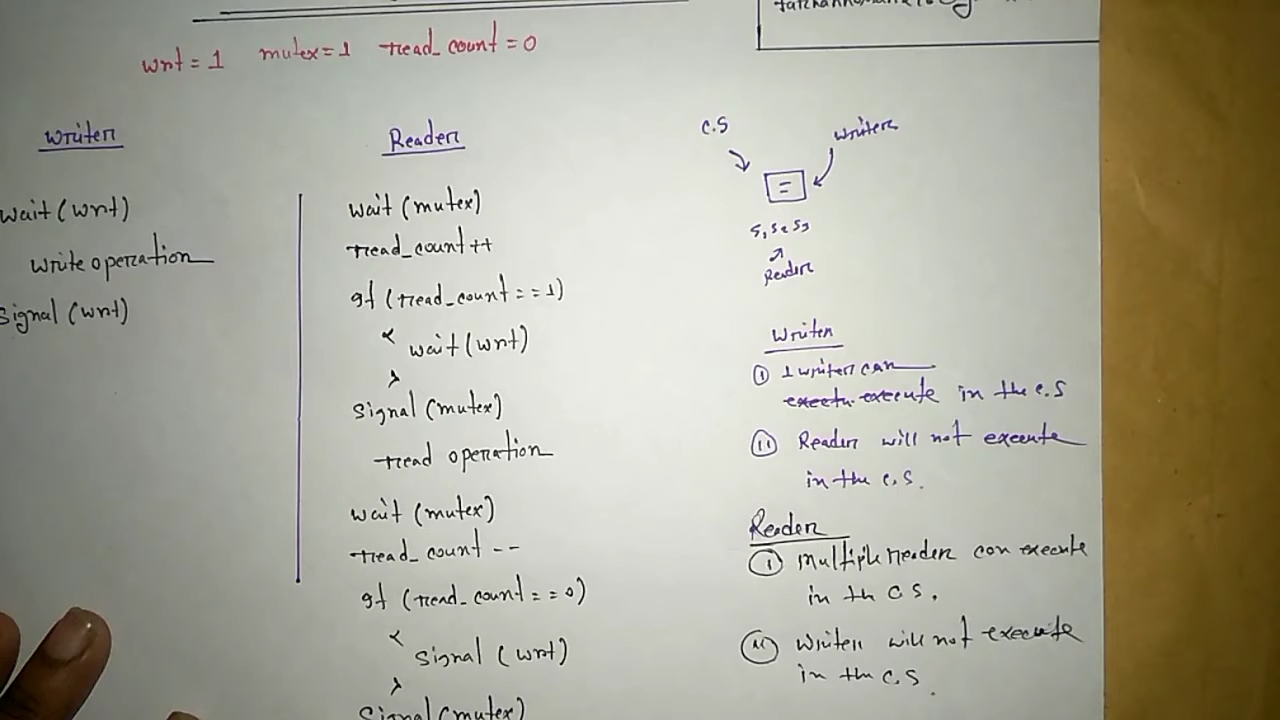 wrt = 1 mutex = 1 read_count = 0
Writer
wait (wrt)
write operation
signal (wrt)
Reader
wait (mutex)
read_count ++
if (read_count == 1)
{ wait (wrt)
}
signal (mutex)
read operation
wait (mutex)
read_count --
if (read_count == 0)
{ signal (wrt)
}
signal (mutex)
C.S
writer
=
S1 S2 S3
Reader
Writer
i 1 writer can
execute in the C.S
ii Reader will not execute
in the C.S.
Reader
i Multiple reader can execute
in th C S.
ii Writer will not execute
in the C.S.